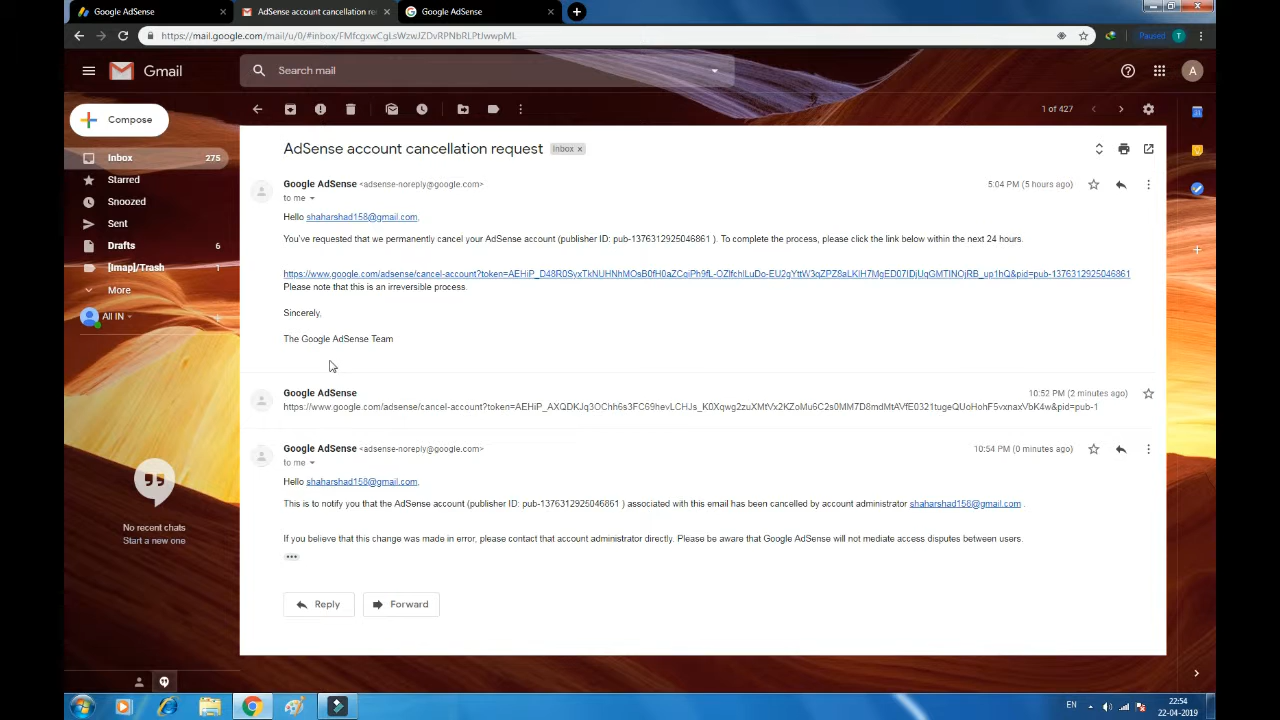 Google AdSense
AdSense account cancellation re
Google AdSense
https://mail.google.com/mail/u/0/#inbox/FMfcgxwCgLsWzwJZDvRPNbRLPtJwwpML
Paused
T
Gmail
Search mail
A
Compose
1 of 427
Inbox 275
Starred
Snoozed
Sent
Drafts 6
[Imap]/Trash 1
More
All IN
No recent chats
Start a new one
AdSense account cancellation request Inbox x
Google AdSense <adsense-noreply@google.com> 5:04 PM (5 hours ago)
to me
Hello shaharshad158@gmail.com,
You've requested that we permanently cancel your AdSense account (publisher ID: pub-1376312925046861 ). To complete the process, please click the link below within the next 24 hours.
Please note that this is an irreversible process.
Sincerely,
The Google AdSense Team
Google AdSense 10:52 PM (2 minutes ago)
Google AdSense <adsense-noreply@google.com> 10:54 PM (0 minutes ago)
to me
Hello shaharshad158@gmail.com,
This is to notify you that the AdSense account (publisher ID: pub-1376312925046861 ) associated with this email has been cancelled by account administrator shaharshad158@gmail.com .
If you believe that this change was made in error, please contact that account administrator directly. Please be aware that Google AdSense will not mediate access disputes between users.
Reply
Forward
EN
22:54
22-04-2019